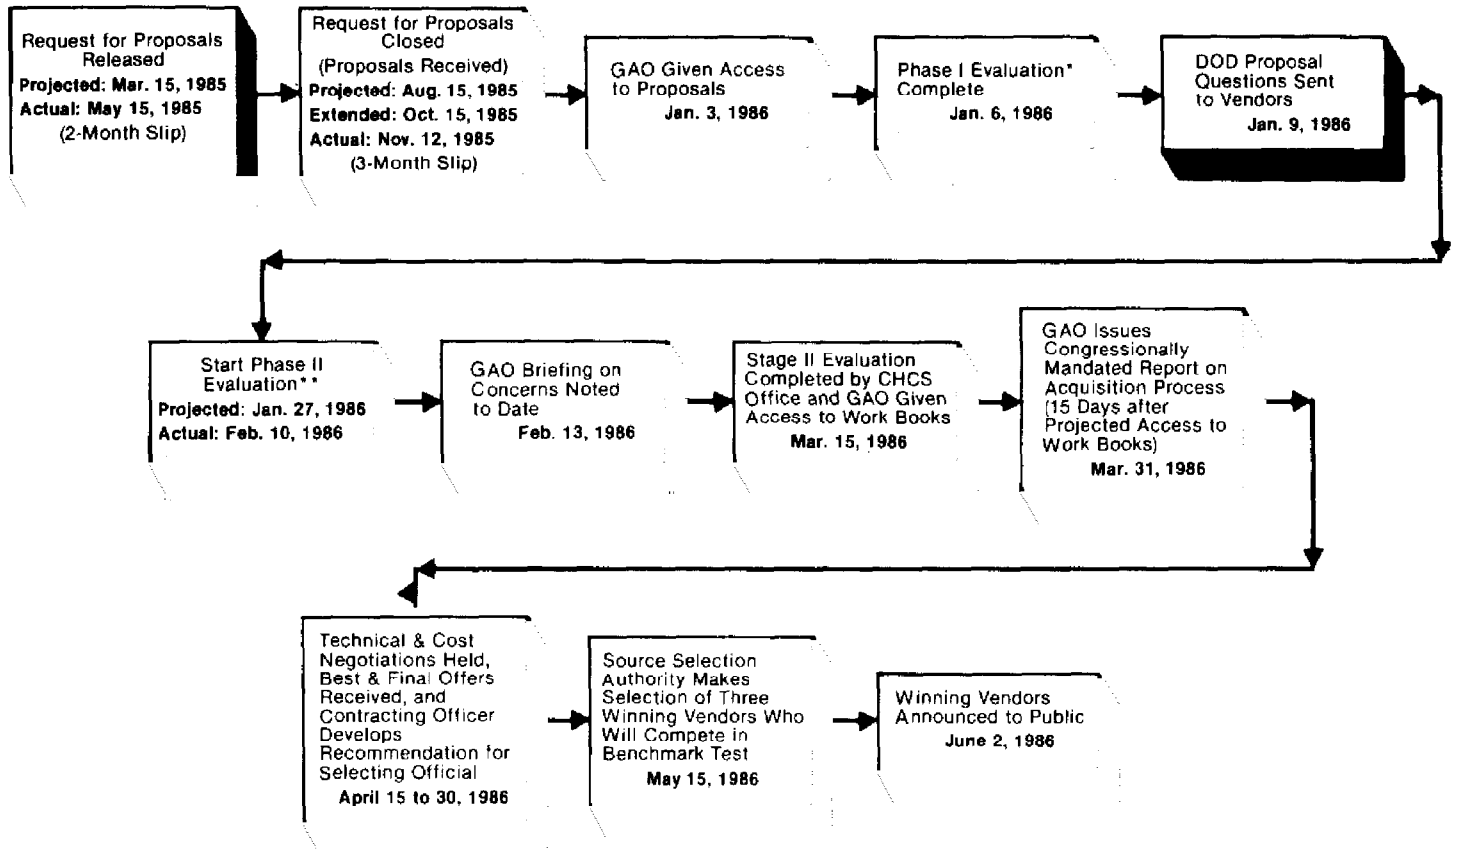 Request for Proposals
Released
Projected: Mar. 15, 1985
Actual: May 15, 1985
(2-Month Slip)
Request for Proposals
Closed
(Proposals Received)
Projected: Aug. 15, 1985
Extended: Oct. 15, 1985
Actual: Nov. 12, 1985
(3-Month Slip)
GAO Given Access
to Proposals
Jan. 3, 1986
Phase I Evaluation*
Complete
Jan. 6, 1986
DOD Proposal
Questions Sent
to Vendors
Jan. 9, 1986
Start Phase II
Evaluation**
Projected: Jan. 27, 1986
Actual: Feb. 10, 1986
GAO Briefing on
Concerns Noted
to Date
Feb. 13, 1986
Stage II Evaluation
Completed by CHCS
Office and GAO Given
Access to Work Books
Mar. 15, 1986
GAO Issues
Congressionally
Mandated Report on
Acquisition Process
(15 Days after
Projected Access to
Work Books)
Mar. 31, 1986
Technical & Cost
Negotiations Held,
Best & Final Offers
Received, and
Contracting Officer
Develops
Recommendation for
Selecting Official
April 15 to 30, 1986
Source Selection
Authority Makes
Selection of Three
Winning Vendors Who
Will Compete in
Benchmark Test
May 15, 1986
Winning Vendors
Announced to Public
June 2, 1986